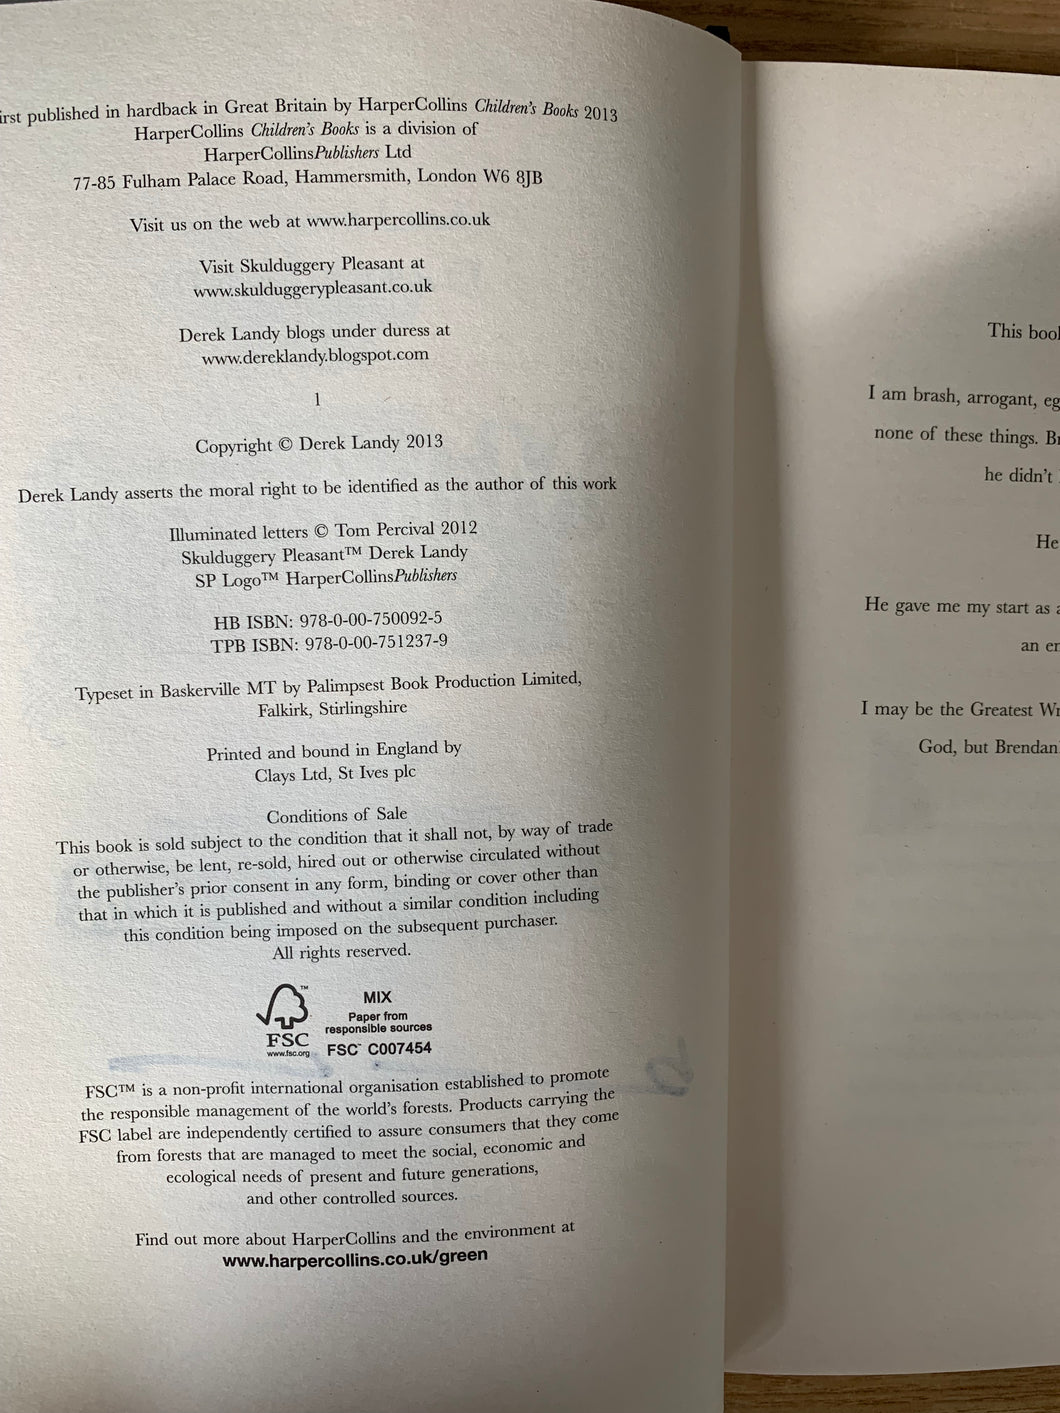 irst published in hardback in Great Britain by HarperCollins Children's Books 2013
HarperCollins Children's Books is a division of
HarperCollinsPublishers Ltd
77-85 Fulham Palace Road, Hammersmith, London W6 8JB
Visit us on the web at www.harpercollins.co.uk
Visit Skulduggery Pleasant at
www.skulduggerypleasant.co.uk
Derek Landy blogs under duress at
www.dereklandy.blogspot.com
1
Copyright © Derek Landy 2013
Derek Landy asserts the moral right to be identified as the author of this work
Illuminated letters © Tom Percival 2012
Skulduggery Pleasant™ Derek Landy
SP Logo™ HarperCollinsPublishers
HB ISBN: 978-0-00-750092-5
TPB ISBN: 978-0-00-751237-9
Typeset in Baskerville MT by Palimpsest Book Production Limited,
Falkirk, Stirlingshire
Printed and bound in England by
Clays Ltd, St Ives plc
Conditions of Sale
This book is sold subject to the condition that it shall not, by way of trade
or otherwise, be lent, re-sold, hired out or otherwise circulated without
the publisher's prior consent in any form, binding or cover other than
that in which it is published and without a similar condition including
this condition being imposed on the subsequent purchaser.
All rights reserved.
FSC
www.fsc.org
MIX
Paper from
responsible sources
FSC™ C007454
FSC™ is a non-profit international organisation established to promote
the responsible management of the world's forests. Products carrying the
FSC label are independently certified to assure consumers that they come
from forests that are managed to meet the social, economic and
ecological needs of present and future generations,
and other controlled sources.
Find out more about HarperCollins and the environment at
www.harpercollins.co.uk/green
This book
I am brash, arrogant, eg
none of these things. Br
he didn't
He
He gave me my start as a
an en
I may be the Greatest Wr
God, but Brendan